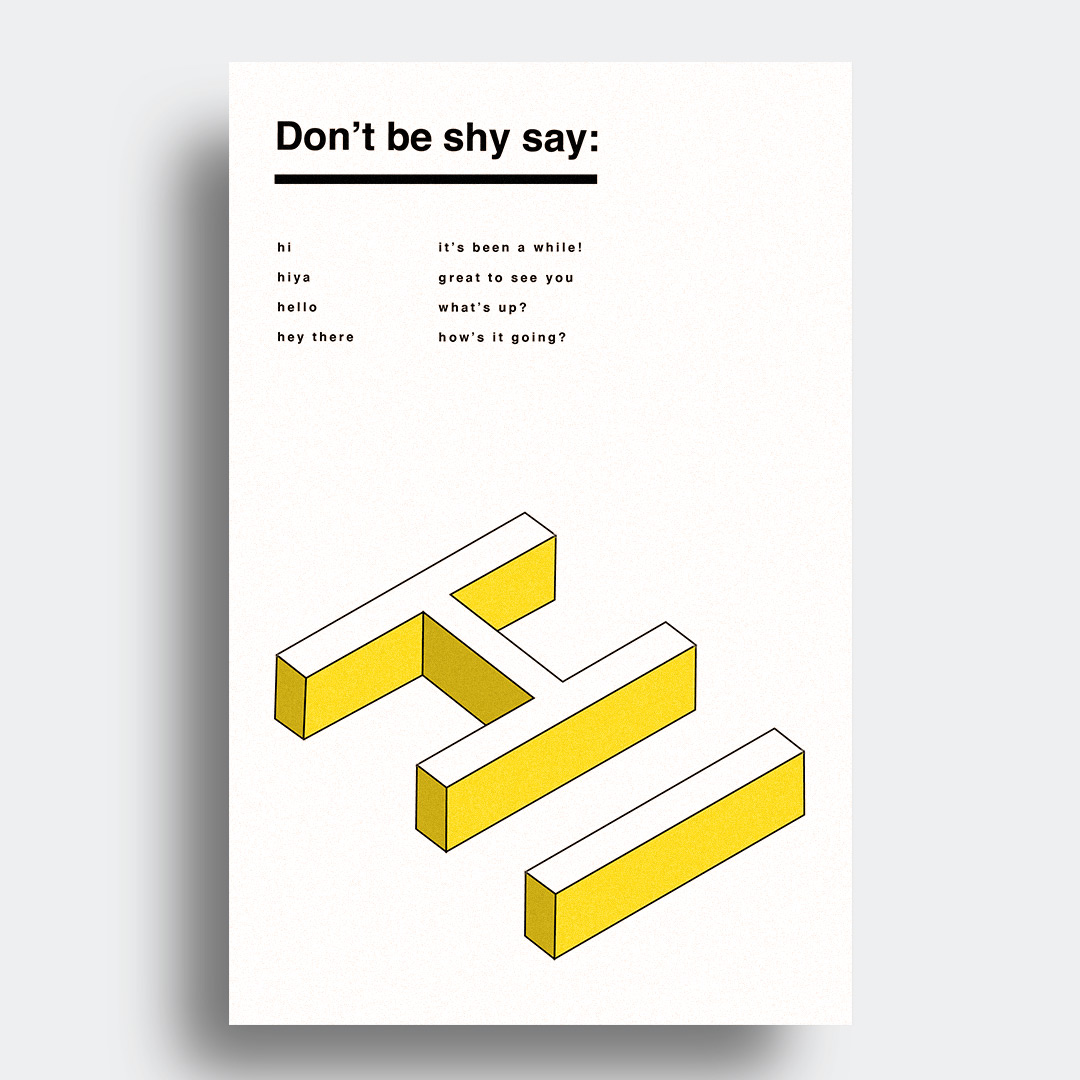 Don’t be shy say:
hi
hiya
hello
hey there
it’s been a while!
great to see you
what’s up?
how’s it going?
HI